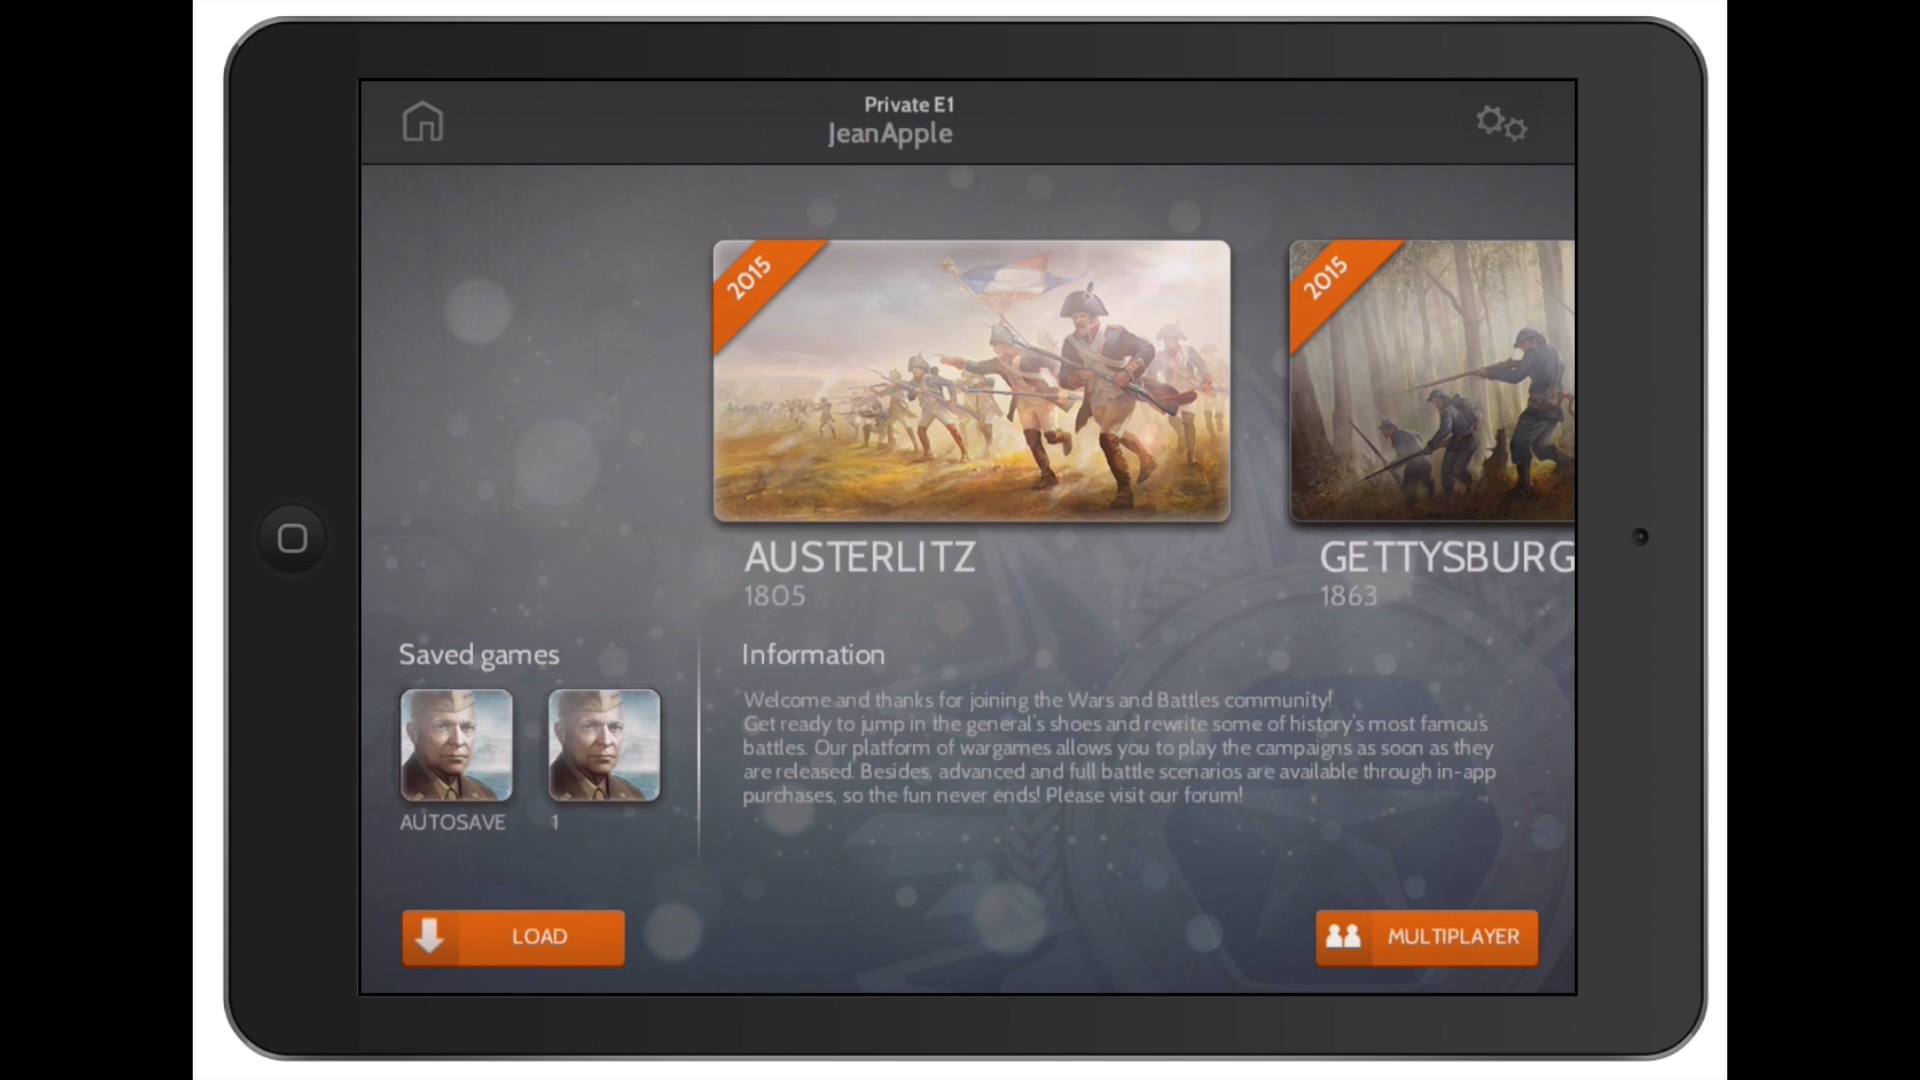 Private E1
JeanApple
2015
2015
AUSTERLITZ
1805
GETTYSBURG
1863
Saved games
AUTOSAVE
1
Information
Welcome and thanks for joining the Wars and Battles community!
Get ready to jump in the general's shoes and rewrite some of history's most famous
battles. Our platform of wargames allows you to play the campaigns as soon as they
are released. Besides, advanced and full battle scenarios are available through in-app
purchases, so the fun never ends! Please visit our forum!
LOAD
MULTIPLAYER